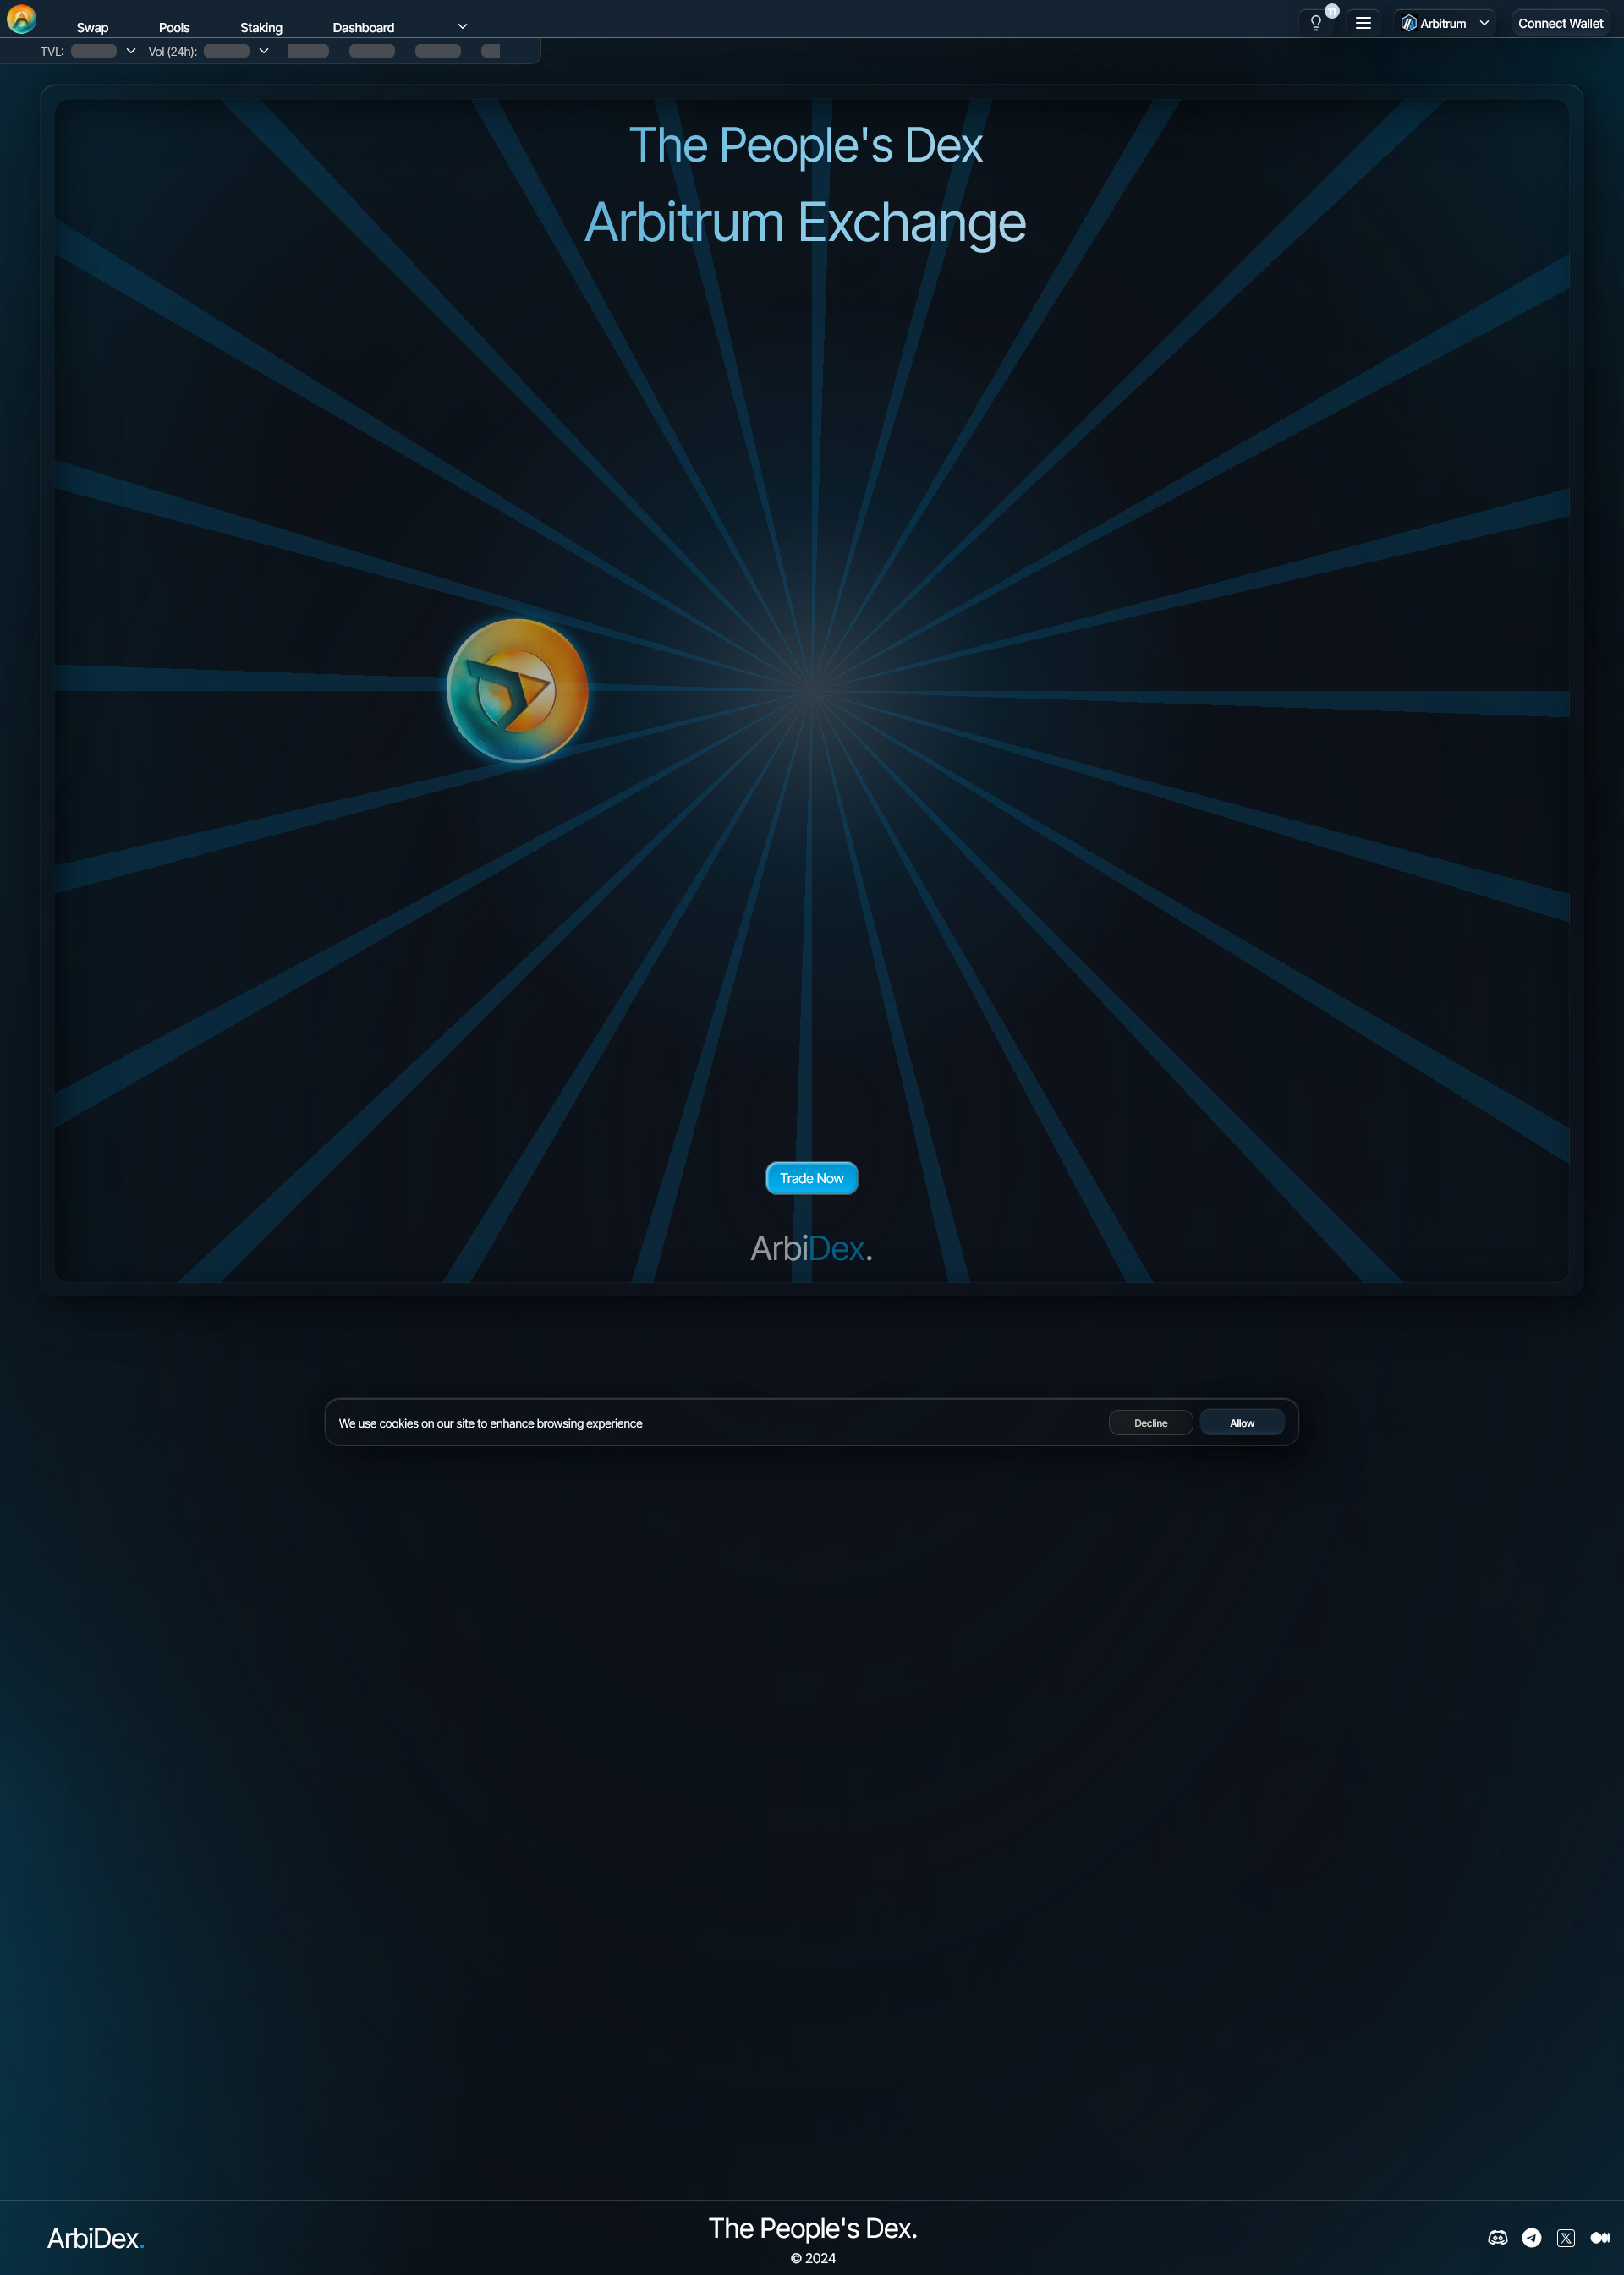 Swap Pools Staking Dashboard
11
Arbitrum
Connect Wallet
TVL: Vol (24h):
The People's Dex
Arbitrum Exchange
Trade Now
ArbiDex.
We use cookies on our site to enhance browsing experience
Decline
Allow
ArbiDex.
The People's Dex.
© 2024